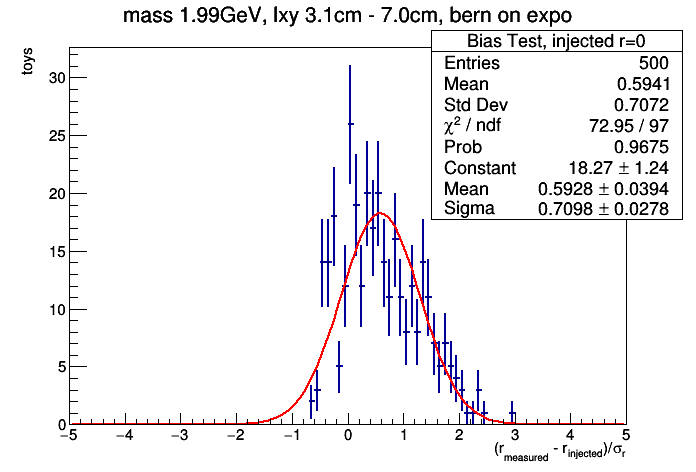 mass 1.99GeV, lxy 3.1cm - 7.0cm, bern on expo
Bias Test, injected r=0
Entries 500
Mean 0.5941
Std Dev 0.7072
χ² / ndf 72.95 / 97
Prob 0.9675
Constant 18.27 ± 1.24
Mean 0.5928 ± 0.0394
Sigma 0.7098 ± 0.0278
toys
30
25
20
15
10
5
0
−5 −4 −3 −2 −1 0 1 2 3 4 5
(r_measured - r_injected)/σ_r